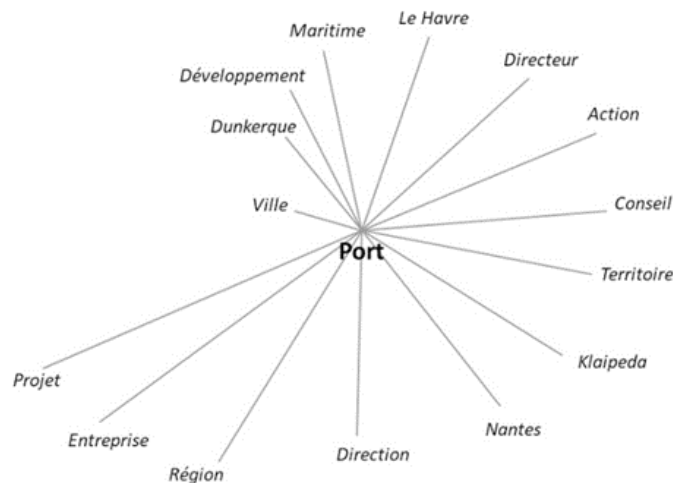 Le Havre
Maritime
Directeur
Développement
Action
Dunkerque
Ville
Conseil
Port
Territoire
Klaipeda
Projet
Nantes
Entreprise
Direction
Région